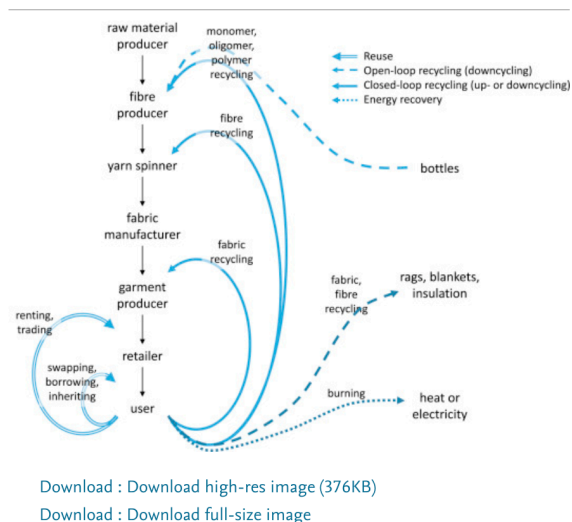 raw material
producer
monomer,
oligomer,
polymer
recycling
Reuse
Open-loop recycling (downcycling)
Closed-loop recycling (up- or downcycling)
Energy recovery
fibre
producer
fibre
recycling
yarn spinner
bottles
fabric
manufacturer
fabric
recycling
garment
producer
fabric,
fibre
recycling
rags, blankets,
insulation
renting,
trading
retailer
swapping,
borrowing,
inheriting
user
burning
heat or
electricity
Download : Download high-res image (376KB)
Download : Download full-size image